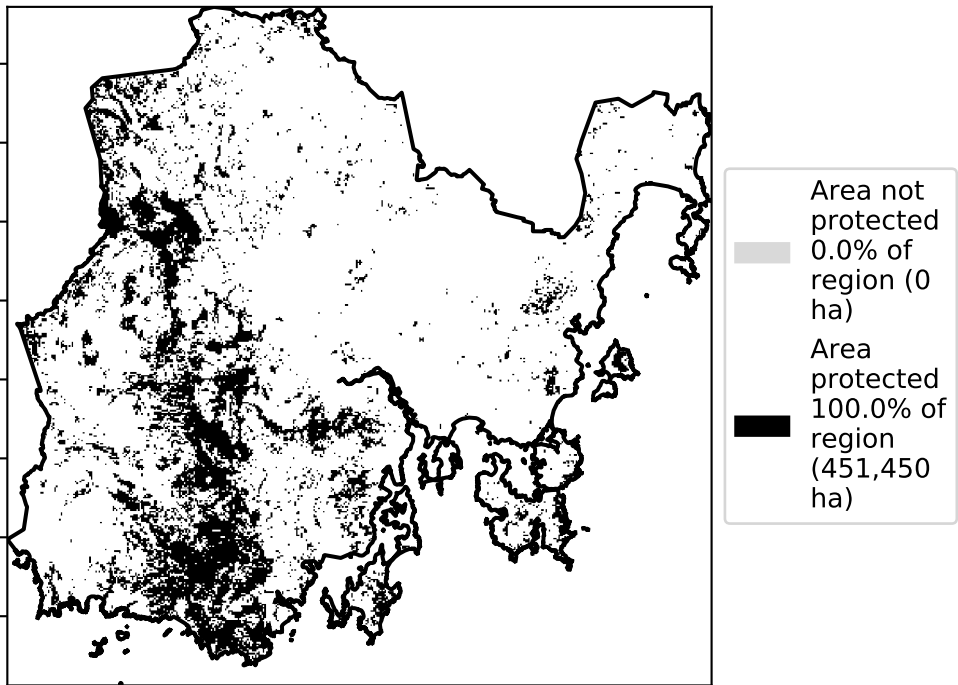 Area not
protected
0.0% of
region (0
ha)
Area
protected
100.0% of
region
(451,450
ha)